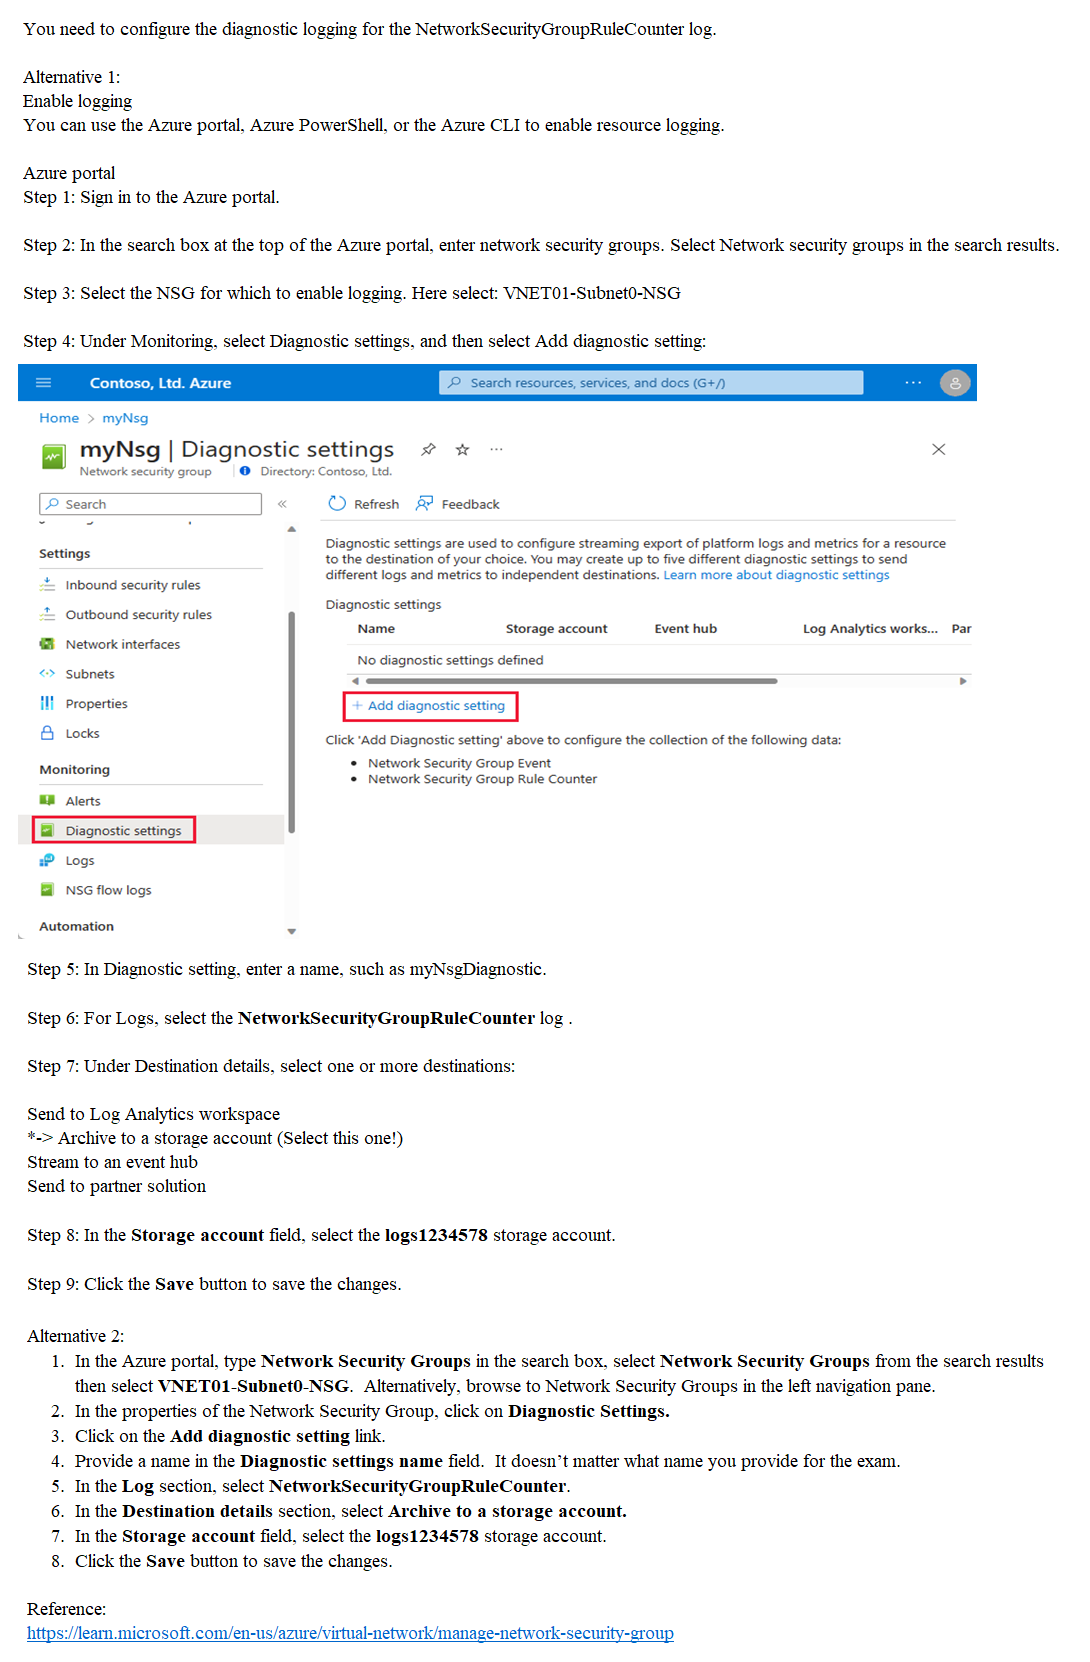 You need to configure the diagnostic logging for the NetworkSecurityGroupRuleCounter log.
Alternative 1:
Enable logging
You can use the Azure portal, Azure PowerShell, or the Azure CLI to enable resource logging.
Azure portal
Step 1: Sign in to the Azure portal.
Step 2: In the search box at the top of the Azure portal, enter network security groups. Select Network security groups in the search results.
Step 3: Select the NSG for which to enable logging. Here select: VNET01-Subnet0-NSG
Step 4: Under Monitoring, select Diagnostic settings, and then select Add diagnostic setting:
Contoso, Ltd. Azure
Search resources, services, and docs (G+/)
Home > myNsg
myNsg | Diagnostic settings
Network security group
Directory: Contoso, Ltd.
Search
Refresh
Feedback
Settings
Inbound security rules
Outbound security rules
Network interfaces
Subnets
Properties
Locks
Monitoring
Alerts
Diagnostic settings
Logs
NSG flow logs
Automation
Diagnostic settings are used to configure streaming export of platform logs and metrics for a resource
to the destination of your choice. You may create up to five different diagnostic settings to send
different logs and metrics to independent destinations. Learn more about diagnostic settings
Diagnostic settings
Name Storage account Event hub Log Analytics works... Par
No diagnostic settings defined
+ Add diagnostic setting
Click 'Add Diagnostic setting' above to configure the collection of the following data:
• Network Security Group Event
• Network Security Group Rule Counter
Step 5: In Diagnostic setting, enter a name, such as myNsgDiagnostic.
Step 6: For Logs, select the NetworkSecurityGroupRuleCounter log .
Step 7: Under Destination details, select one or more destinations:
Send to Log Analytics workspace
*-> Archive to a storage account (Select this one!)
Stream to an event hub
Send to partner solution
Step 8: In the Storage account field, select the logs1234578 storage account.
Step 9: Click the Save button to save the changes.
Alternative 2:
1. In the Azure portal, type Network Security Groups in the search box, select Network Security Groups from the search results
then select VNET01-Subnet0-NSG. Alternatively, browse to Network Security Groups in the left navigation pane.
2. In the properties of the Network Security Group, click on Diagnostic Settings.
3. Click on the Add diagnostic setting link.
4. Provide a name in the Diagnostic settings name field. It doesn’t matter what name you provide for the exam.
5. In the Log section, select NetworkSecurityGroupRuleCounter.
6. In the Destination details section, select Archive to a storage account.
7. In the Storage account field, select the logs1234578 storage account.
8. Click the Save button to save the changes.
Reference:
https://learn.microsoft.com/en-us/azure/virtual-network/manage-network-security-group